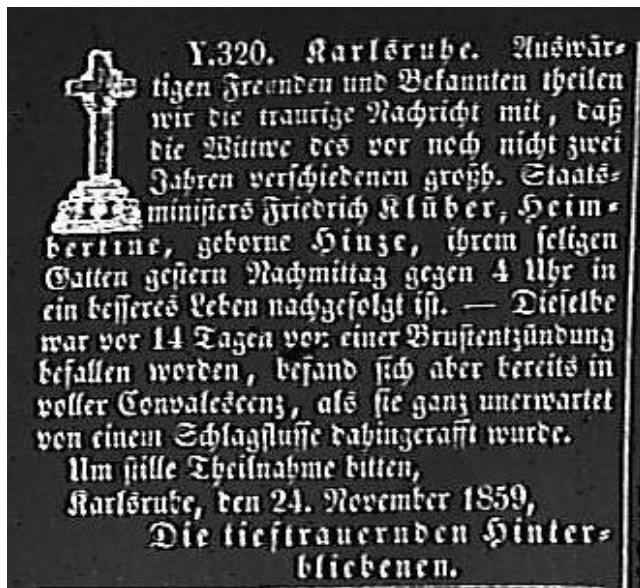 Y.320. Karlsruhe. Auswär-
tigen Freunden und Bekannten theilen
wir die traurige Nachricht mit, daß
die Wittwe des vor noch nicht zwei
Jahren verschiedenen großh. Staats-
ministers Friedrich Klüber, Heim-
bertine, geborne Hinze, ihrem seligen
Gatten gestern Nachmittag gegen 4 Uhr in
ein besseres Leben nachgefolgt ist. — Dieselbe
war vor 14 Tagen von einer Brustentzündung
befallen worden, befand sich aber bereits in
voller Convalescenz, als sie ganz unerwartet
von einem Schlagflusse dahingerafft wurde.
Um stille Theilnahme bitten,
Karlsruhe, den 24. November 1859,
Die tieftrauernden Hinter-
bliebenen.